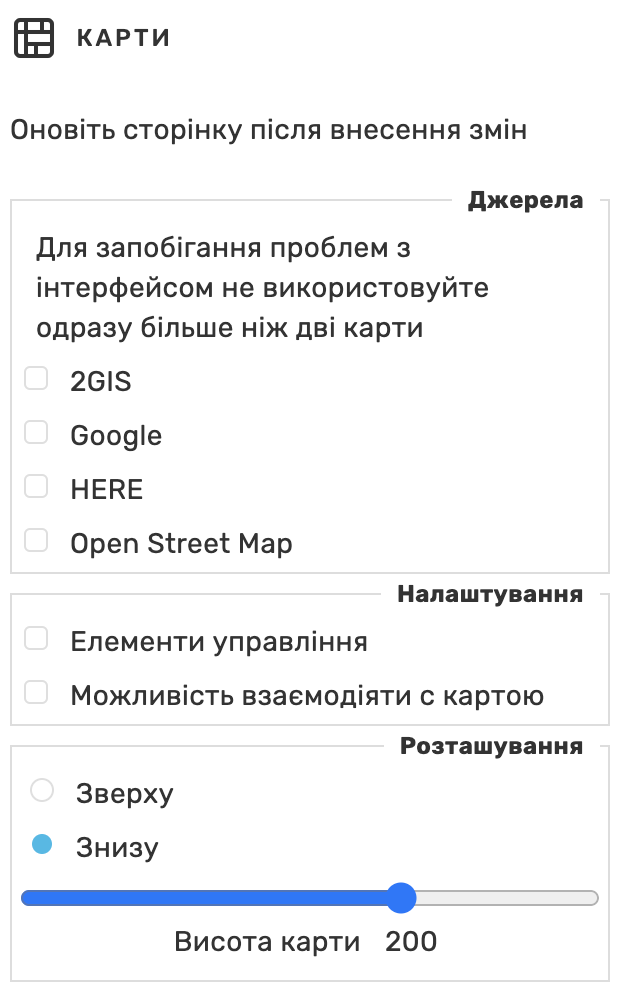 КАРТИ
Оновіть сторінку після внесення змін
Джерела
Для запобігання проблем з
інтерфейсом не використовуйте
одразу більше ніж дві карти
2GIS
Google
HERE
Open Street Map
Налаштування
Елементи управління
Можливість взаємодіяти с картою
Розташування
Зверху
Знизу
Висота карти 200